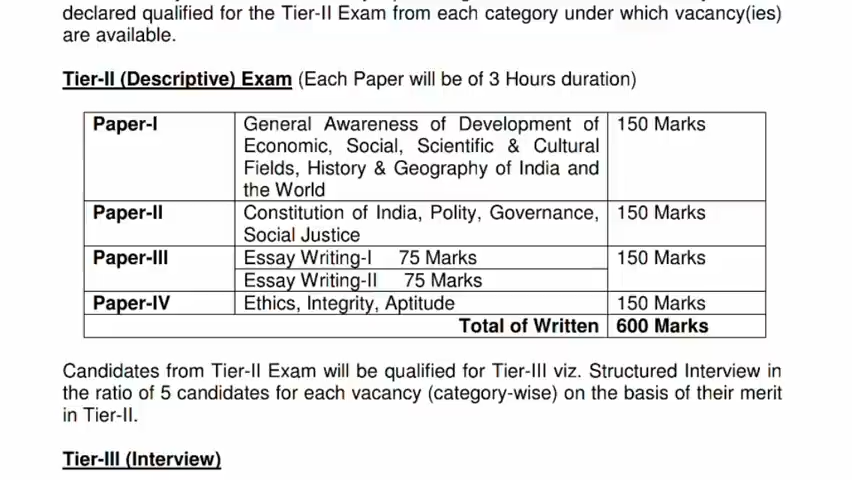 declared qualified for the Tier-II Exam from each category under which vacancy(ies)
are available.
Tier-II (Descriptive) Exam (Each Paper will be of 3 Hours duration)
Paper-I General Awareness of Development of 150 Marks
Economic, Social, Scientific & Cultural
Fields, History & Geography of India and
the World
Paper-II Constitution of India, Polity, Governance, 150 Marks
Social Justice
Paper-III Essay Writing-I 75 Marks 150 Marks
Essay Writing-II 75 Marks
Paper-IV Ethics, Integrity, Aptitude 150 Marks
Total of Written 600 Marks
Candidates from Tier-II Exam will be qualified for Tier-III viz. Structured Interview in
the ratio of 5 candidates for each vacancy (category-wise) on the basis of their merit
in Tier-II.
Tier-III (Interview)